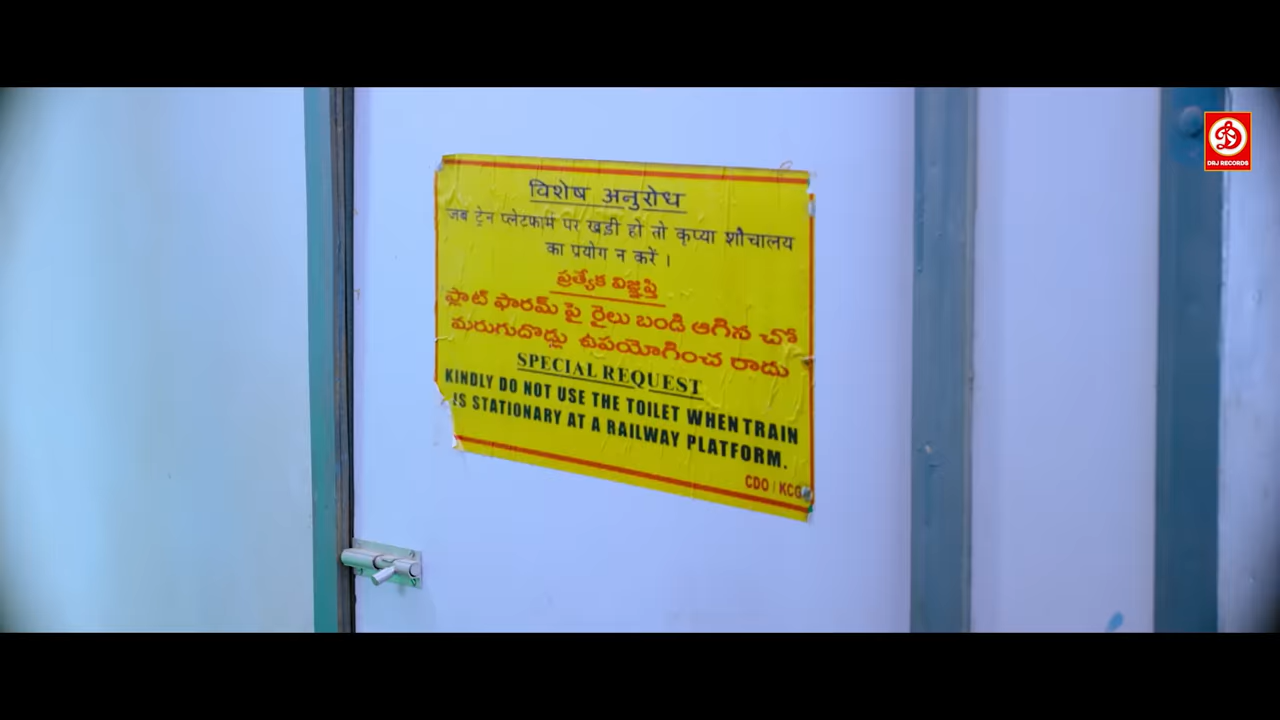 विशेष अनुरोध
जब ट्रेन प्लेटफार्म पर खड़ी हो तो कृप्या शौचालय
का प्रयोग न करें ।
ప్రత్యేక విజ్ఞప్తి
ప్లాట్ ఫారమ్ పై రైలు బండి ఆగిన చో
మరుగుదొడ్లు ఉపయోగించ రాదు
SPECIAL REQUEST
KINDLY DO NOT USE THE TOILET WHEN TRAIN
IS STATIONARY AT A RAILWAY PLATFORM.
CDO / KCG
DRJ RECORDS